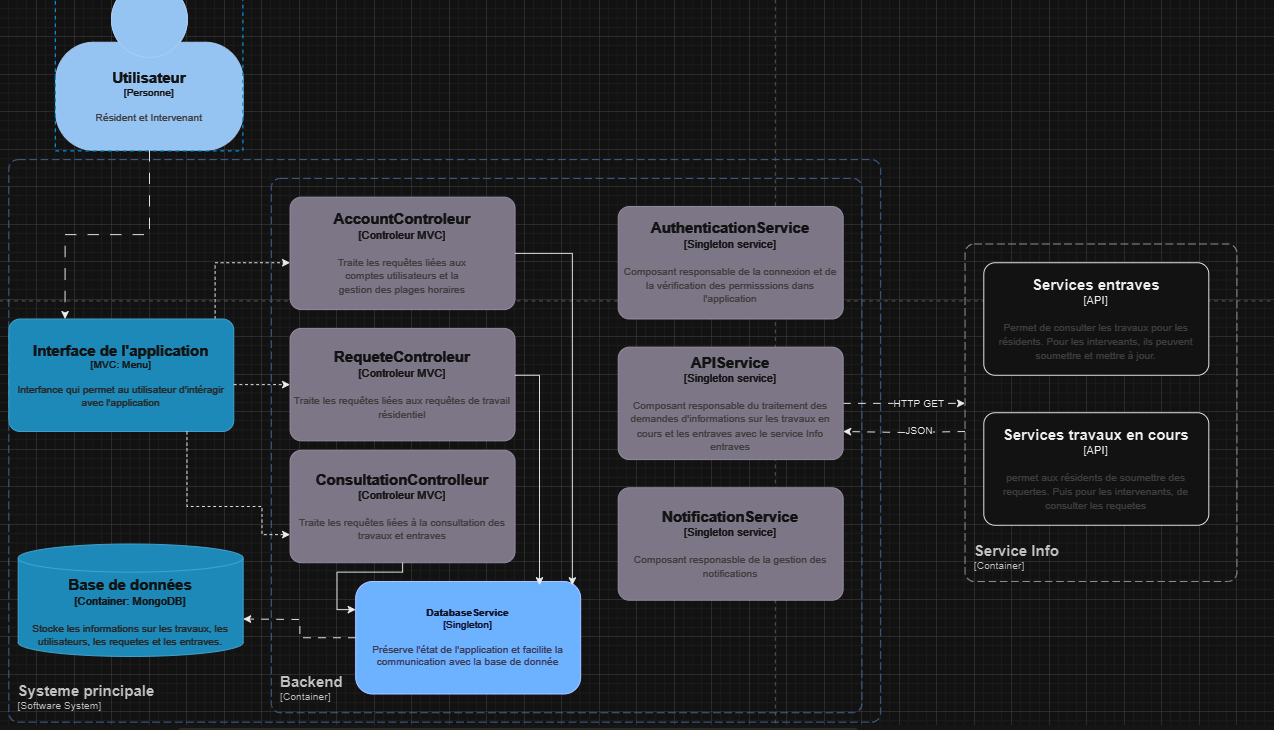 Utilisateur
[Personne]
Résident et Intervenant
AccountControleur
[Controleur MVC]
Traite les requêtes liées aux
comptes utilisateurs et la
gestion des plages horaires
AuthenticationService
[Singleton service]
Composant responsable de la connexion et de
la vérification des permisssions dans
l'application
Services entraves
[API]
Permet de consulter les travaux pour les
résidents. Pour les interveants, ils peuvent
soumettre et mettre à jour.
Interface de l'application
[MVC: Menu]
Interfance qui permet au utilisateur d'intéragir
avec l'application
RequeteControleur
[Controleur MVC]
Traite les requêtes liées aux requêtes de travail
résidentiel
APIService
[Singleton service]
Composant responsable du traitement des
demandes d'informations sur les travaux en
cours et les entraves avec le service Info
entraves
HTTP GET
JSON
Services travaux en cours
[API]
permet aux résidents de soumettre des
requertes. Puis pour les intervenants, de
consulter les requetes
Service Info
[Container]
ConsultationControlleur
[Controleur MVC]
Traite les requêtes liées à la consultation des
travaux et entraves
NotificationService
[Singleton service]
Composant responsable de la gestion des
notifications
Base de données
[Container: MongoDB]
Stocke les informations sur les travaux, les
utilisateurs, les requetes et les entraves.
DatabaseService
[Singleton]
Préserve l'état de l'application et facilite la
communication avec la base de donnée
Systeme principale
[Software System]
Backend
[Container]